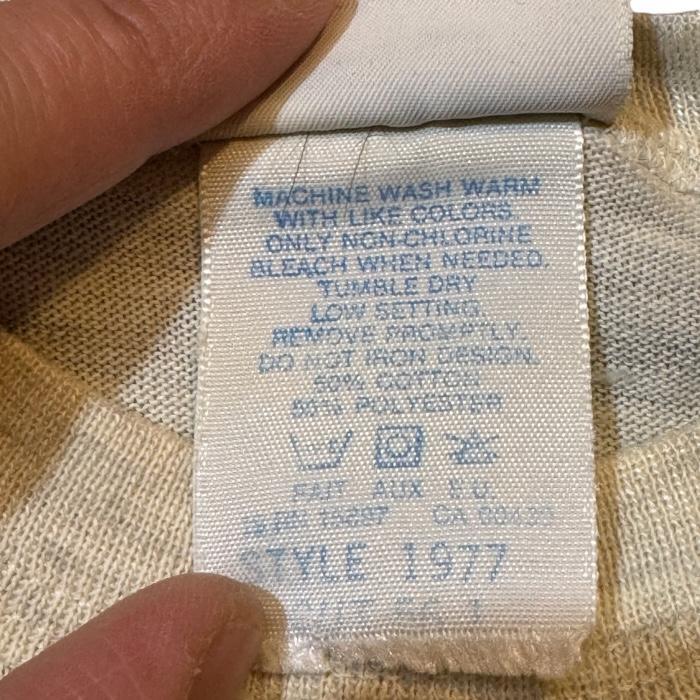 MACHINE WASH WARM
WITH LIKE COLORS.
ONLY NON-CHLORINE
BLEACH WHEN NEEDED.
TUMBLE DRY
LOW SETTING.
REMOVE PROMPTLY.
DO NOT IRON DESIGN.
50% COTTON
50% POLYESTER
FAIT AUX E.U.
CA
STYLE 1977